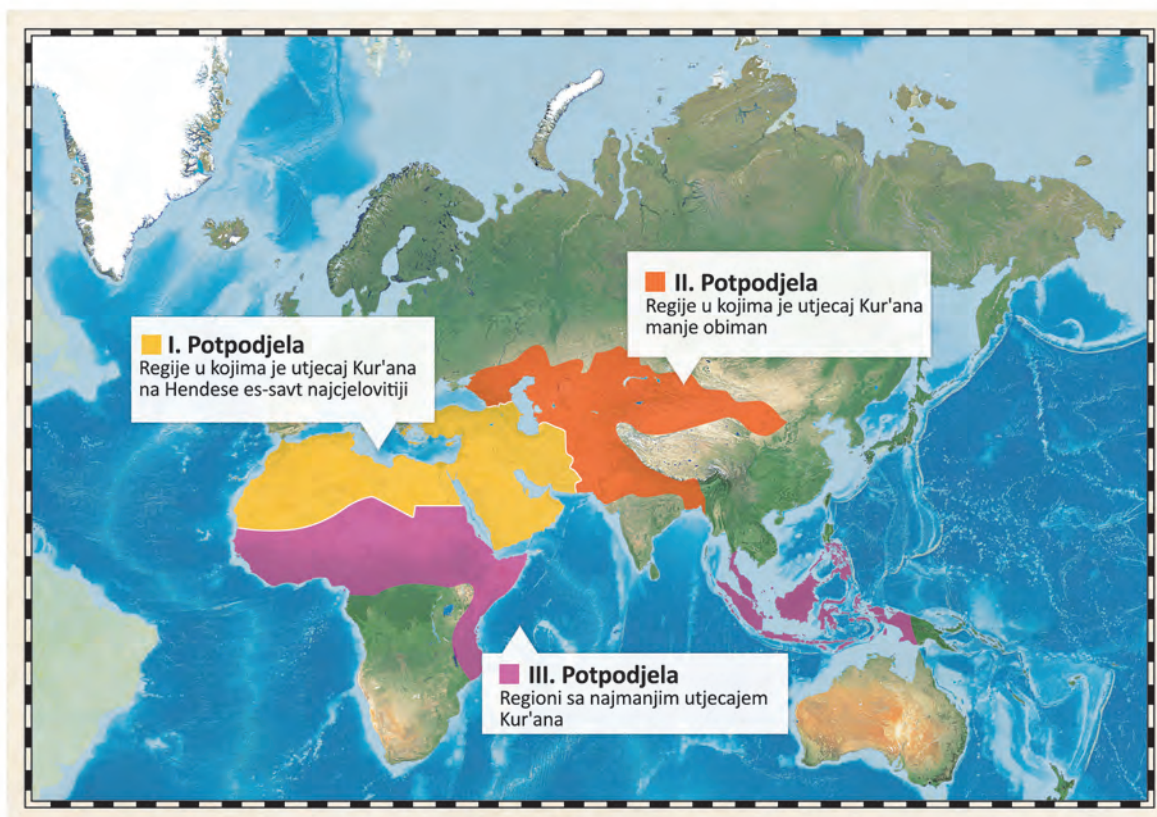 I. Potpodjela
Regije u kojima je utjecaj Kur'ana
na Hendese es-savt najcjelovitiji
II. Potpodjela
Regije u kojima je utjecaj Kur'ana
manje obiman
III. Potpodjela
Regioni sa najmanjim utjecajem
Kur'ana